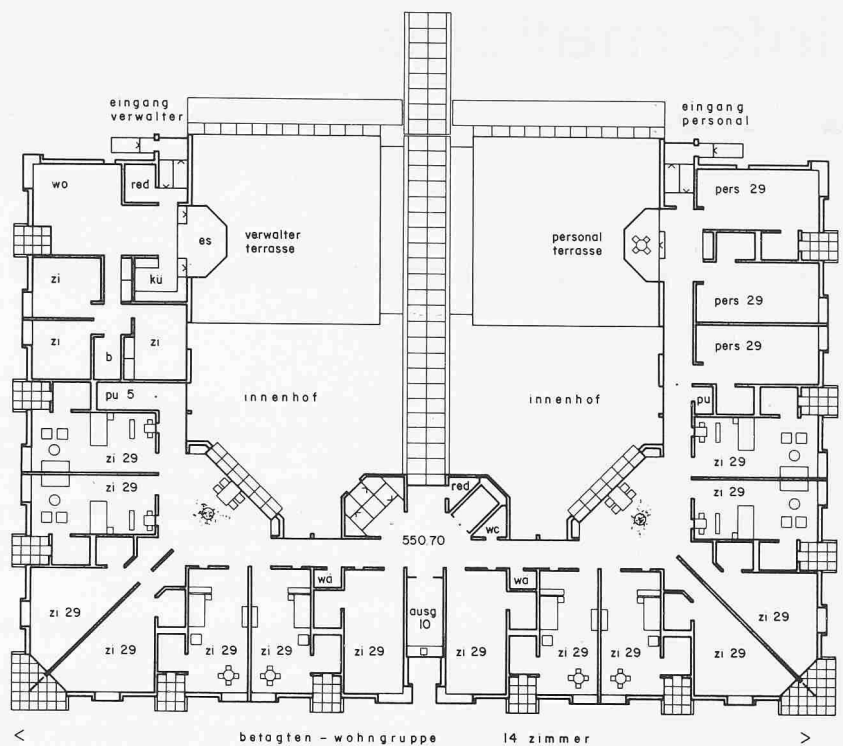 eingang
verwalter
eingang
personal
wo
red
pers 29
es
verwalter
terrasse
personal
terrasse
zi
kü
pers 29
zi
b
zi
pers 29
pu 5
innenhof
innenhof
pu
zi 29
zi 29
zi 29
zi 29
red
wc
550.70
wa
wa
zi 29
ausg
10
zi 29
zi 29
zi 29
zi 29
zi 29
zi 29
zi 29
zi 29
zi 29
betagten - wohngruppe 14 zimmer